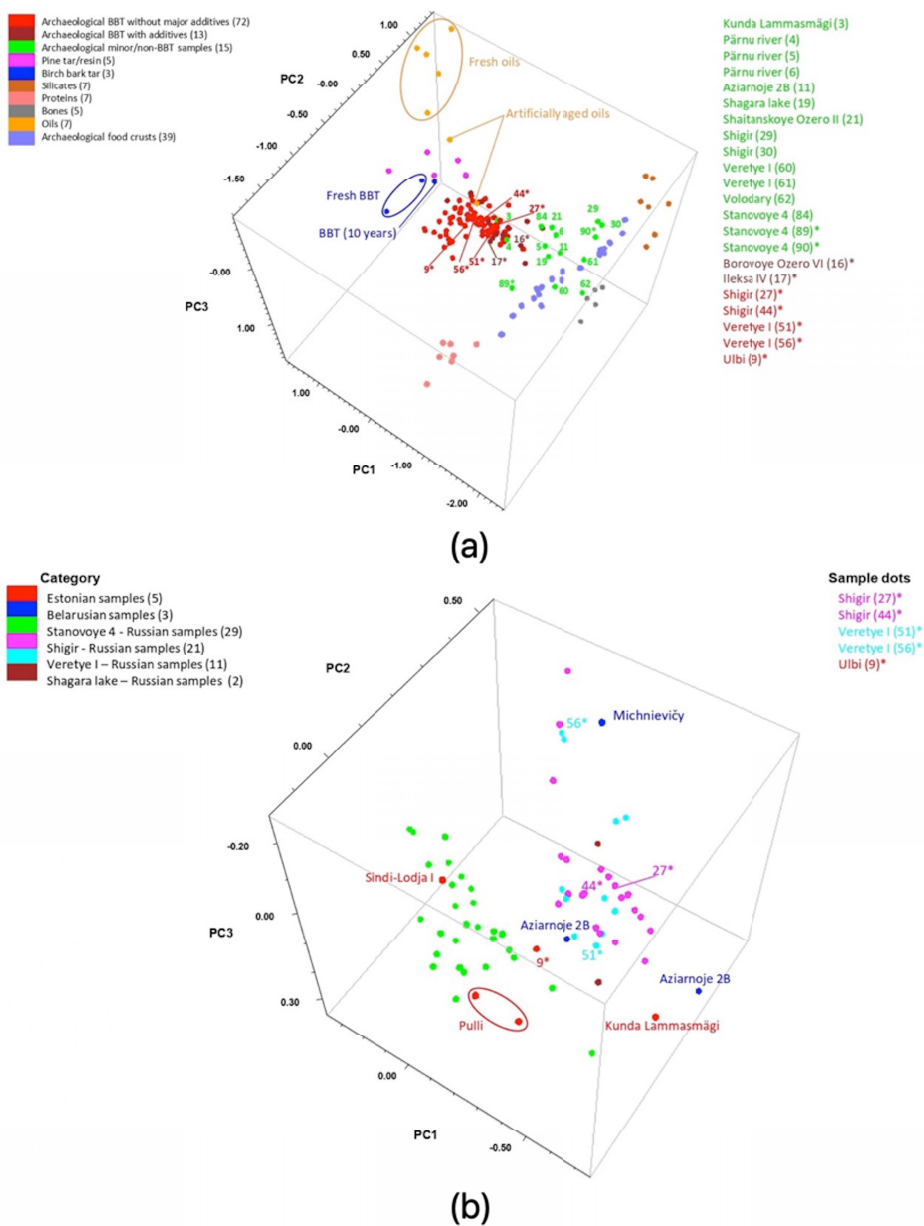 Archaeological BBT without major additives (72)
Archaeological BBT with additives (13)
Archaeological minor/non-BBT samples (15)
Pine tar/resin (5)
Birch bark tar (3)
Silicates (7)
Proteins (7)
Bones (5)
Oils (7)
Archaeological food crusts (39)
PC2
1.00
0.50
-0.00
-1.00
-1.50
Fresh oils
Artificially aged oils
Fresh BBT
BBT (10 years)
44*
27*
3
84
21
29
6
90*
30
16*
4
5
11
9*
56*
51*
17*
19
61
89*
60
62
-0.00
PC3
1.00
1.00
-0.00
PC1
-1.00
-2.00
Kunda Lammasmägi (3)
Pärnu river (4)
Pärnu river (5)
Pärnu river (6)
Aziarnoje 2B (11)
Shagara lake (19)
Shaitanskoye Ozero II (21)
Shigir (29)
Shigir (30)
Veretye I (60)
Veretye I (61)
Volodary (62)
Stanovoye 4 (84)
Stanovoye 4 (89)*
Stanovoye 4 (90)*
Borovoye Ozero VI (16)*
Ileksa IV (17)*
Shigir (27)*
Shigir (44)*
Veretye I (51)*
Veretye I (56)*
Ulbi (9)*
(a)
Category
Estonian samples (5)
Belarusian samples (3)
Stanovoye 4 - Russian samples (29)
Shigir - Russian samples (21)
Veretye I – Russian samples (11)
Shagara lake – Russian samples (2)
Sample dots
Shigir (27)*
Shigir (44)*
Veretye I (51)*
Veretye I (56)*
Ulbi (9)*
0.50
PC2
0.00
-0.20
56*
Michnievičy
Sindi-Lodja I
44*
27*
Aziarnoje 2B
51*
9*
Aziarnoje 2B
Pulli
Kunda Lammasmägi
0.00
PC3
0.30
0.00
PC1
-0.50
(b)